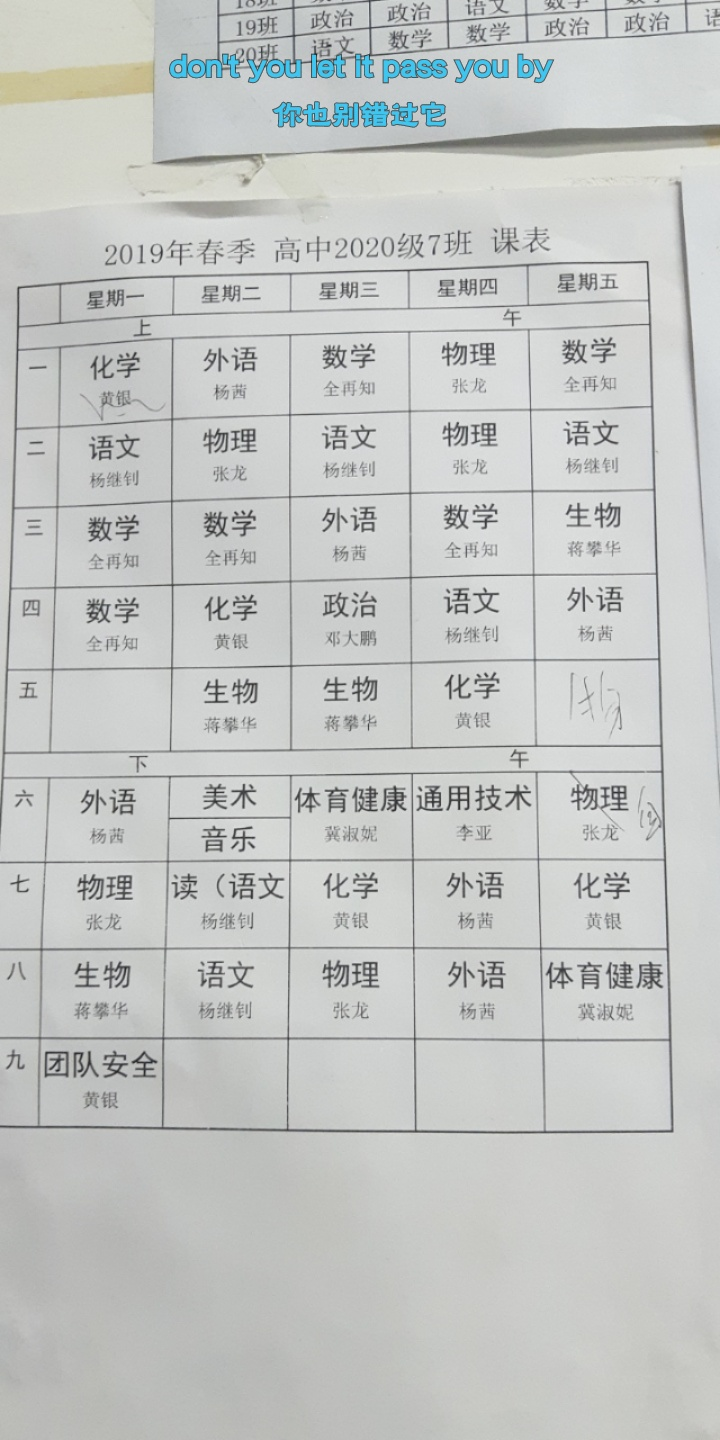 18班
19班 政治 政治 语文 数学
20班 语文 数学 数学 政治 政治
don't you let it pass you by
你也别错过它
2019年春季 高中2020级7班 课表
星期一 星期二 星期三 星期四 星期五
上 午
一 化学 外语 数学 物理 数学
黄银 杨茜 全再知 张龙 全再知
二 语文 物理 语文 物理 语文
杨继钊 张龙 杨继钊 张龙 杨继钊
三 数学 数学 外语 数学 生物
全再知 全再知 杨茜 全再知 蒋攀华
四 数学 化学 政治 语文 外语
全再知 黄银 邓大鹏 杨继钊 杨茜
五 生物 生物 化学
蒋攀华 蒋攀华 黄银
下 午
六 外语 美术 体育健康 通用技术 物理
杨茜 音乐 冀淑妮 李亚 张龙
七 物理 读（语文 化学 外语 化学
张龙 杨继钊 黄银 杨茜 黄银
八 生物 语文 物理 外语 体育健康
蒋攀华 杨继钊 张龙 杨茜 冀淑妮
九 团队安全
黄银